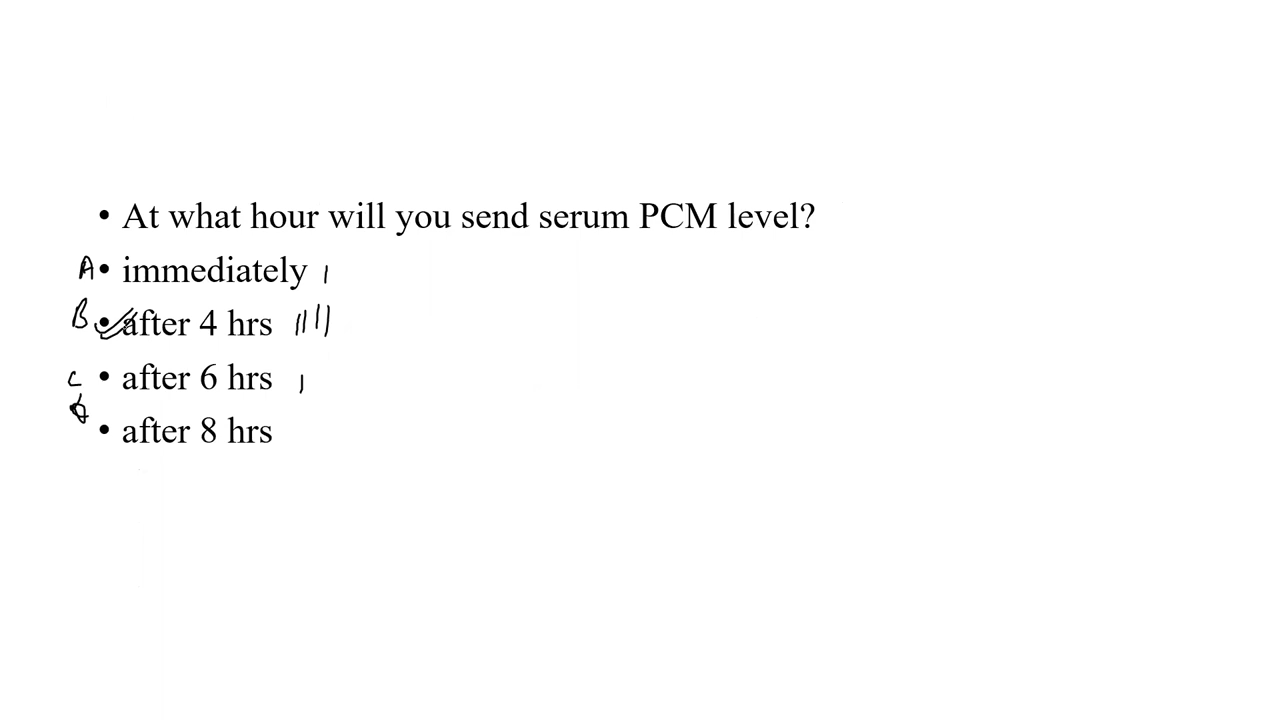 • At what hour will you send serum PCM level?
A • immediately |
B • after 4 hrs ||||
C • after 6 hrs |
• after 8 hrs